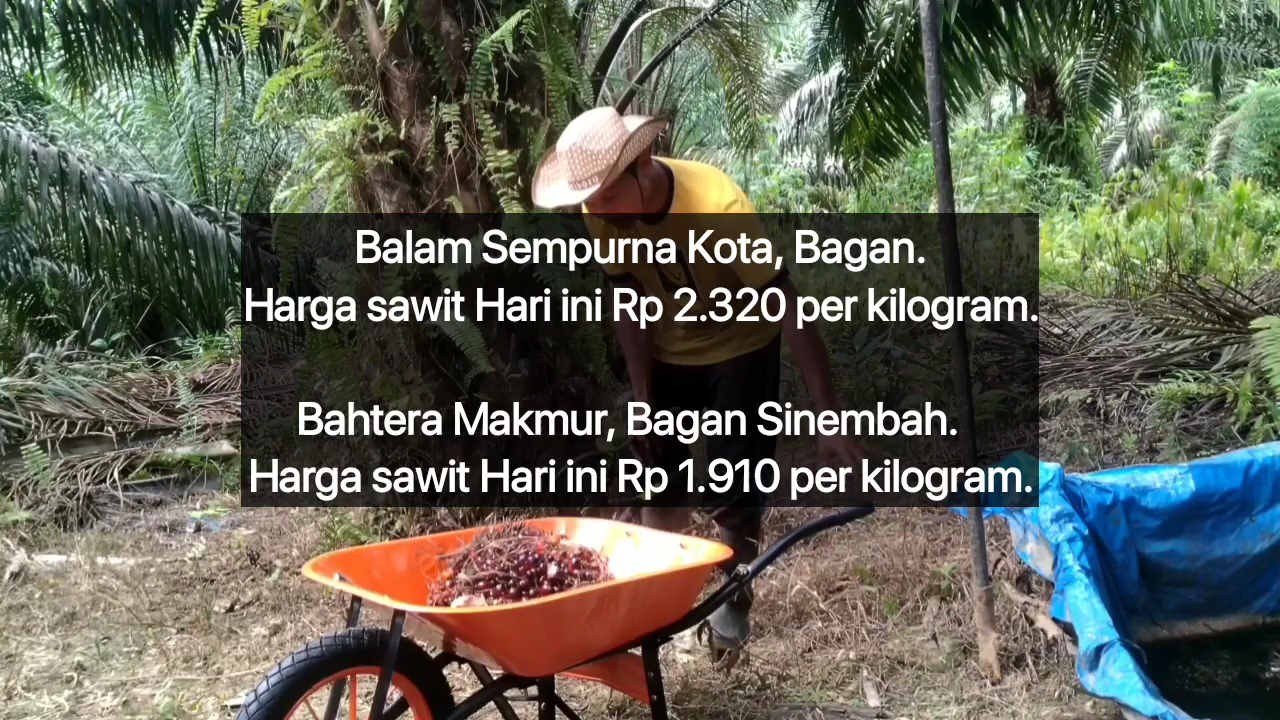 Balam Sempurna Kota, Bagan.
Harga sawit Hari ini Rp 2.320 per kilogram.
Bahtera Makmur, Bagan Sinembah.
Harga sawit Hari ini Rp 1.910 per kilogram.